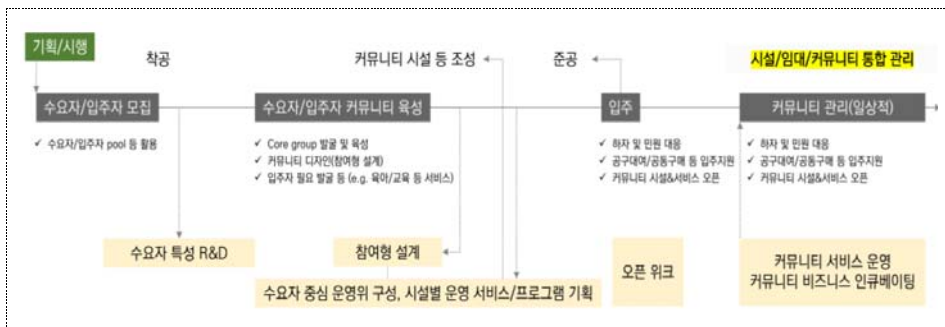 기획/시행
착공
커뮤니티 시설 등 조성
준공
시설/임대/커뮤니티 통합 관리
수요자/입주자 모집
수요자/입주자 커뮤니티 육성
입주
커뮤니티 관리(일상적)
✓ 수요자/입주자 pool 등 활용
✓ Core group 발굴 및 육성
✓ 커뮤니티 디자인(참여형 설계)
✓ 입주자 필요 발굴 등 (e.g. 육아/교육 등 서비스)
✓ 하자 및 민원 대응
✓ 공구대여/공동구매 등 입주지원
✓ 커뮤니티 시설&서비스 오픈
✓ 하자 및 민원 대응
✓ 공구대여/공동구매 등 입주지원
✓ 커뮤니티 시설&서비스 오픈
수요자 특성 R&D
참여형 설계
수요자 중심 운영위 구성, 시설별 운영 서비스/프로그램 기획
오픈 위크
커뮤니티 서비스 운영
커뮤니티 비즈니스 인큐베이팅